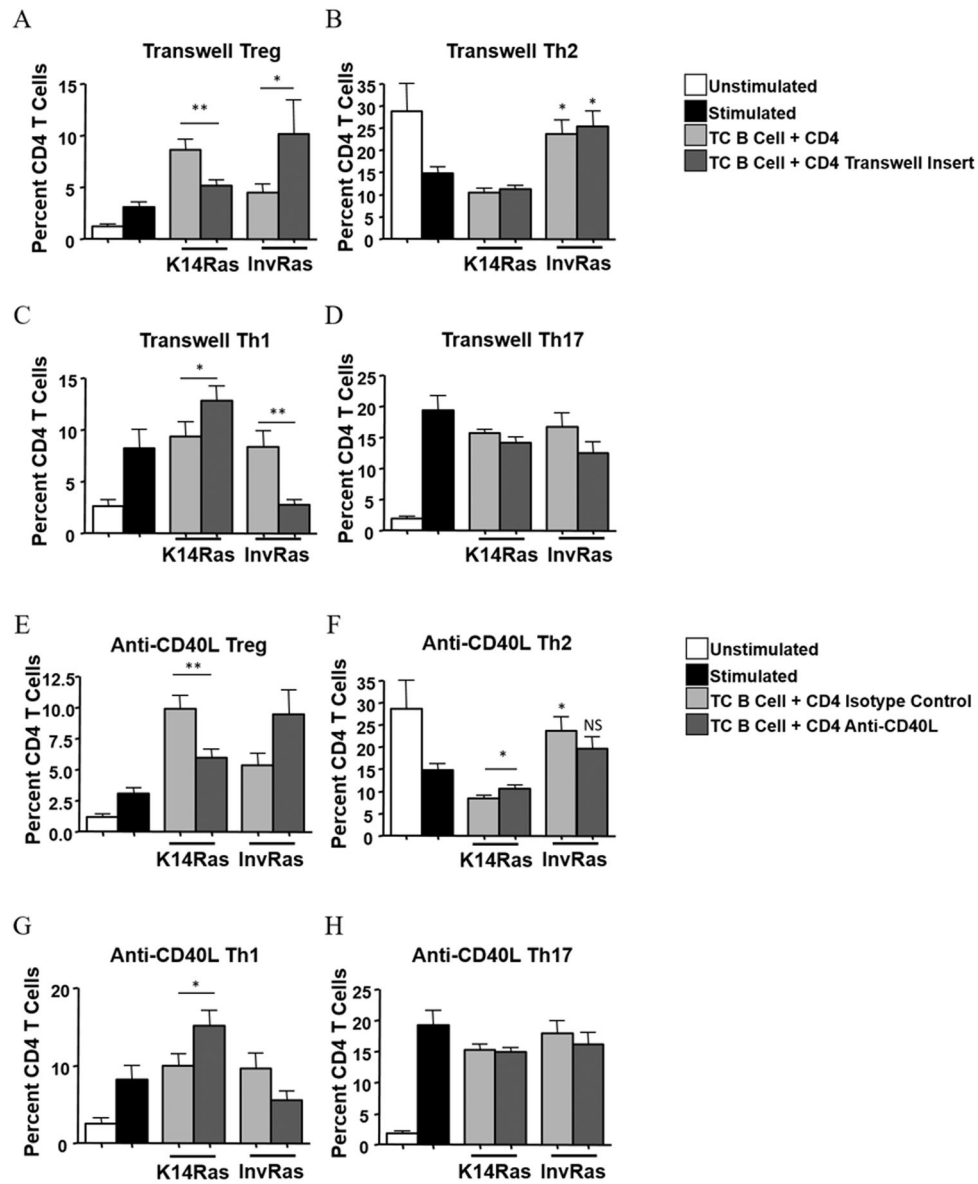 A
Transwell Treg
Percent CD4 T Cells
15
10
5
0
**
*
K14Ras
InvRas
B
Transwell Th2
Percent CD4 T Cells
35
30
25
20
15
10
5
0
*
*
K14Ras
InvRas
Unstimulated
Stimulated
TC B Cell + CD4
TC B Cell + CD4 Transwell Insert
C
Transwell Th1
Percent CD4 T Cells
15
10
5
0
*
**
K14Ras
InvRas
D
Transwell Th17
Percent CD4 T Cells
25
20
15
10
5
0
K14Ras
InvRas
E
Anti-CD40L Treg
Percent CD4 T Cells
12.5
10.0
7.5
5.0
2.5
0.0
**
K14Ras
InvRas
F
Anti-CD40L Th2
Percent CD4 T Cells
35
30
25
20
15
10
5
0
*
*
NS
K14Ras
InvRas
Unstimulated
Stimulated
TC B Cell + CD4 Isotype Control
TC B Cell + CD4 Anti-CD40L
G
Anti-CD40L Th1
Percent CD4 T Cells
20
10
0
*
K14Ras
InvRas
H
Anti-CD40L Th17
Percent CD4 T Cells
25
20
15
10
5
0
K14Ras
InvRas